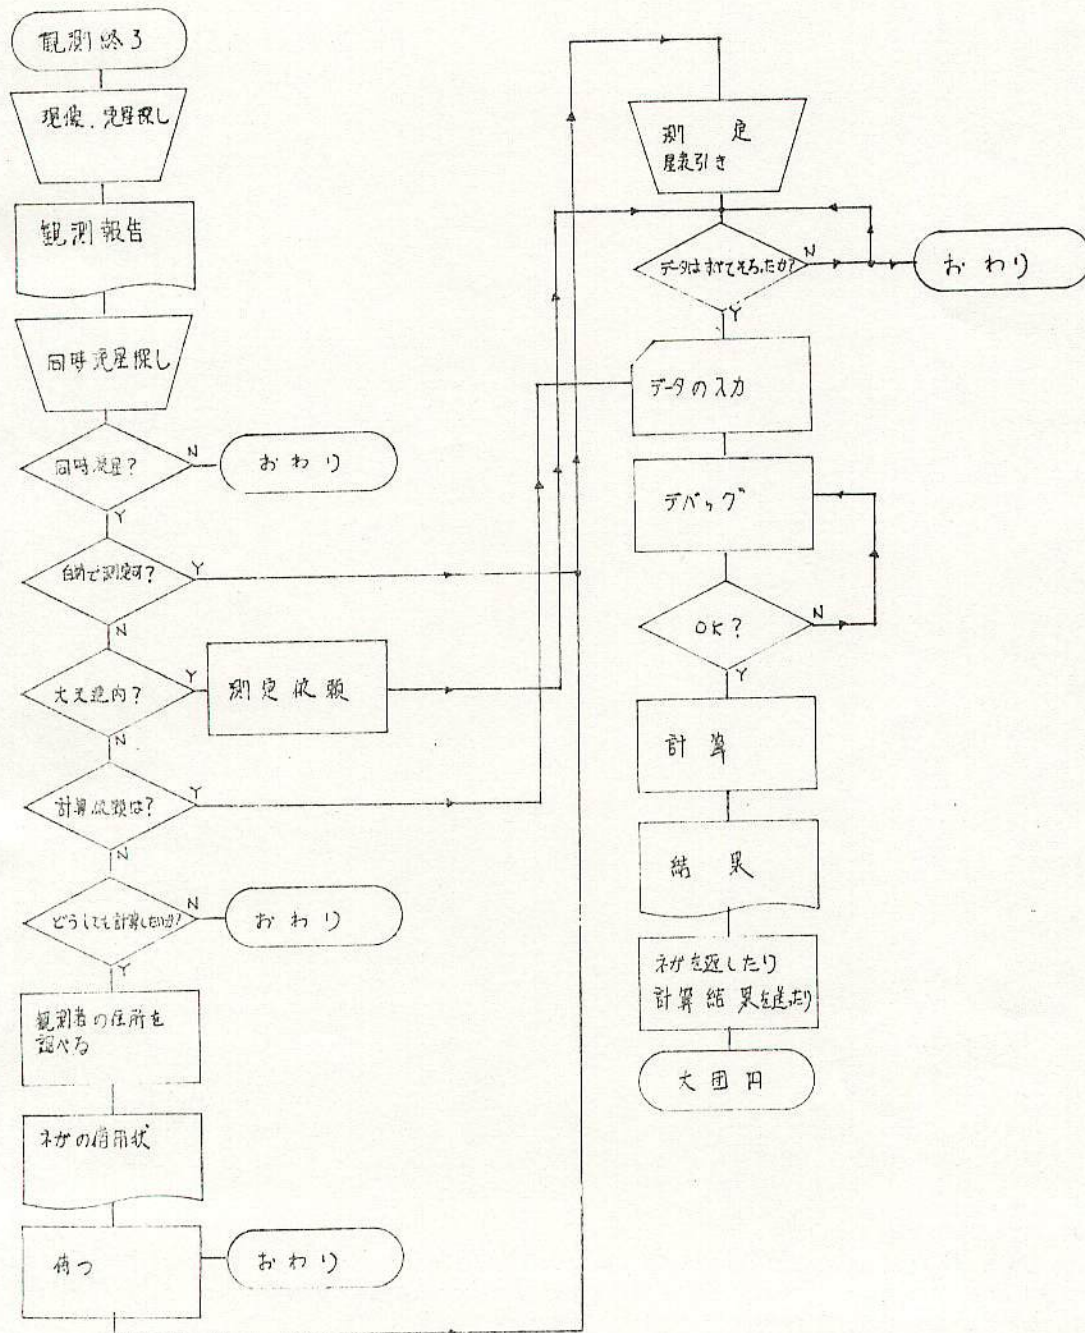 観測終了
現像、流星探し
観測報告
同時流星探し
同時流星?
N
おわり
Y
自分で測定す?
Y
N
Y
測定依頼
N
計算依頼は?
Y
N
どうしても計算したいか?
N
おわり
Y
観測者の住所を
調べる
ネガの借用状
待つ
おわり
測定
星表引き
データはすべてそろったか?
N
おわり
Y
データの入力
デバッグ
OK?
N
Y
計算
結果
ネガを返したり
計算結果を送ったり
大団円